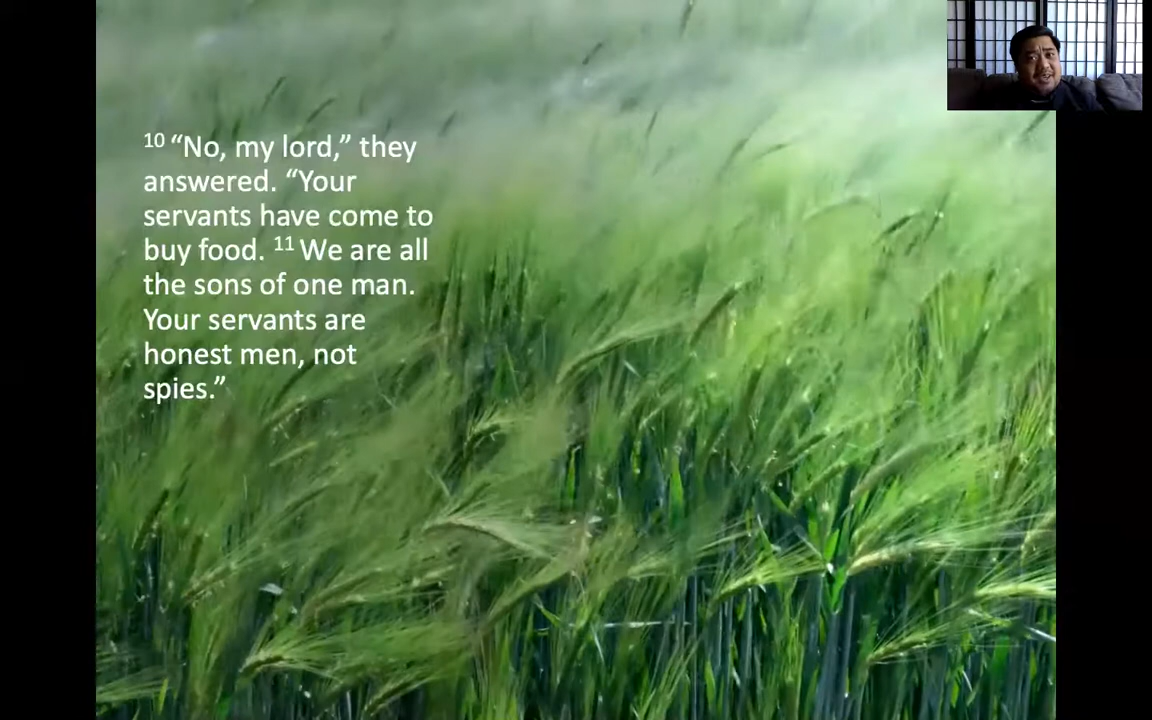 10 “No, my lord,” they
answered. “Your
servants have come to
buy food. 11 We are all
the sons of one man.
Your servants are
honest men, not
spies.”